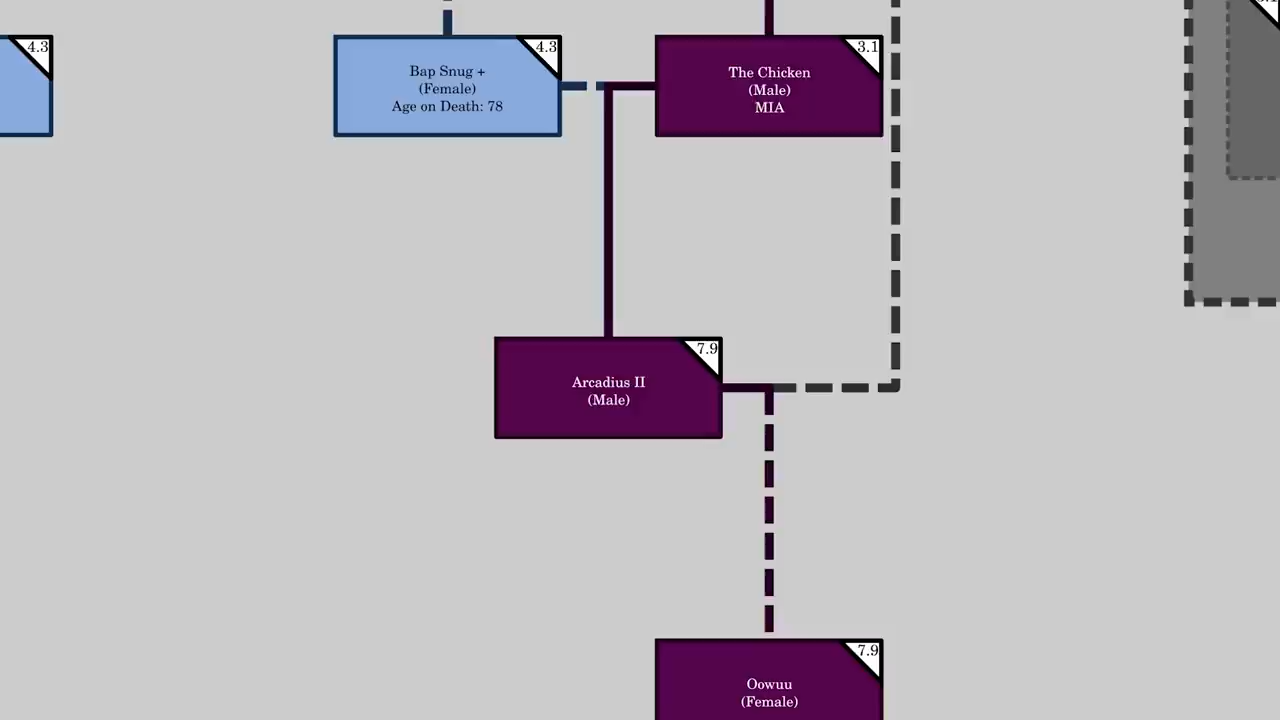 4.3
4.3
Bap Snug +
(Female)
Age on Death: 78
3.1
The Chicken
(Male)
MIA
7.9
Arcadius II
(Male)
7.9
Oowuu
(Female)